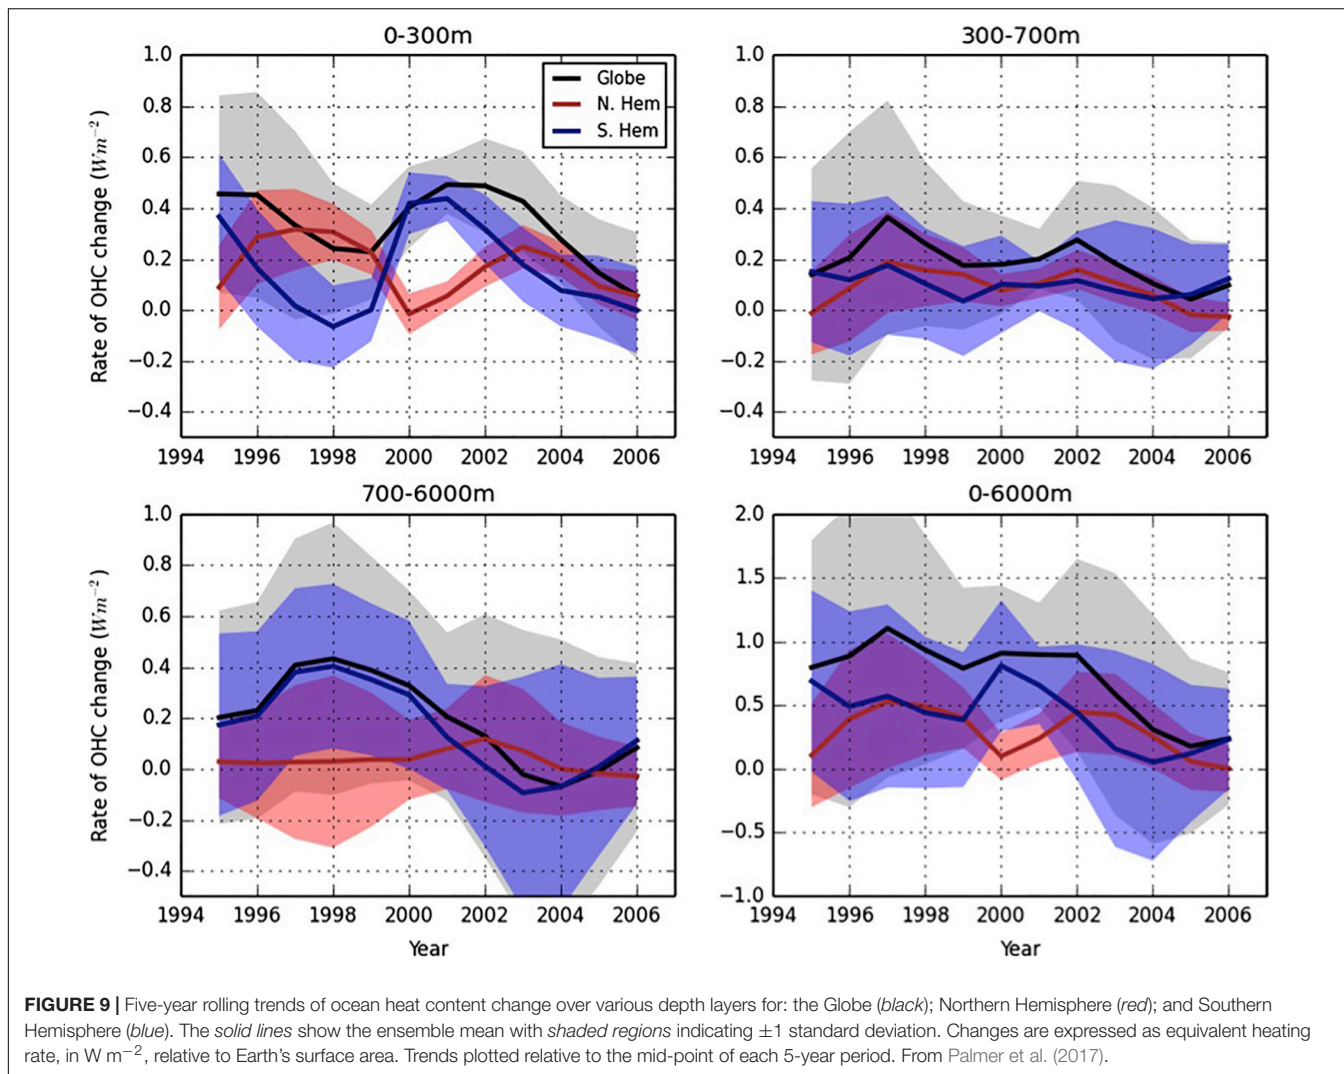 0-300m
1.0
0.8
0.6
0.4
0.2
0.0
−0.2
−0.4
Rate of OHC change (Wm⁻²)
Globe
N. Hem
S. Hem
1994 1996 1998 2000 2002 2004 2006
300-700m
1.0
0.8
0.6
0.4
0.2
0.0
−0.2
−0.4
1994 1996 1998 2000 2002 2004 2006
700-6000m
1.0
0.8
0.6
0.4
0.2
0.0
−0.2
−0.4
Rate of OHC change (Wm⁻²)
1994 1996 1998 2000 2002 2004 2006
Year
0-6000m
2.0
1.5
1.0
0.5
0.0
−0.5
−1.0
1994 1996 1998 2000 2002 2004 2006
Year
FIGURE 9 | Five-year rolling trends of ocean heat content change over various depth layers for: the Globe (black); Northern Hemisphere (red); and Southern
Hemisphere (blue). The solid lines show the ensemble mean with shaded regions indicating ±1 standard deviation. Changes are expressed as equivalent heating
rate, in W m−2, relative to Earth's surface area. Trends plotted relative to the mid-point of each 5-year period. From Palmer et al. (2017).